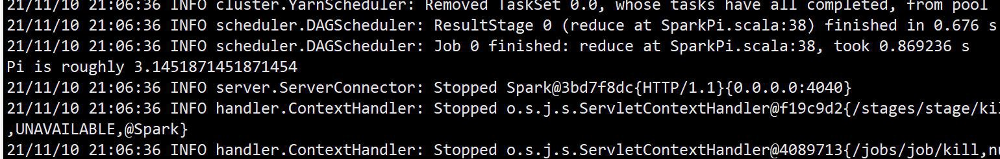 21/11/10 21:06:36 INFO cluster.YarnScheduler: Removed TaskSet 0.0, whose tasks have all completed, from pool
21/11/10 21:06:36 INFO scheduler.DAGScheduler: ResultStage 0 (reduce at SparkPi.scala:38) finished in 0.676 s
21/11/10 21:06:36 INFO scheduler.DAGScheduler: Job 0 finished: reduce at SparkPi.scala:38, took 0.869236 s
Pi is roughly 3.1451871451871454
21/11/10 21:06:36 INFO server.ServerConnector: Stopped Spark@3bd7f8dc{HTTP/1.1}{0.0.0.0:4040}
21/11/10 21:06:36 INFO handler.ContextHandler: Stopped o.s.j.s.ServletContextHandler@f19c9d2{/stages/stage/kil
,UNAVAILABLE,@Spark}
21/11/10 21:06:36 INFO handler.ContextHandler: Stopped o.s.j.s.ServletContextHandler@4089713{/jobs/job/kill,n